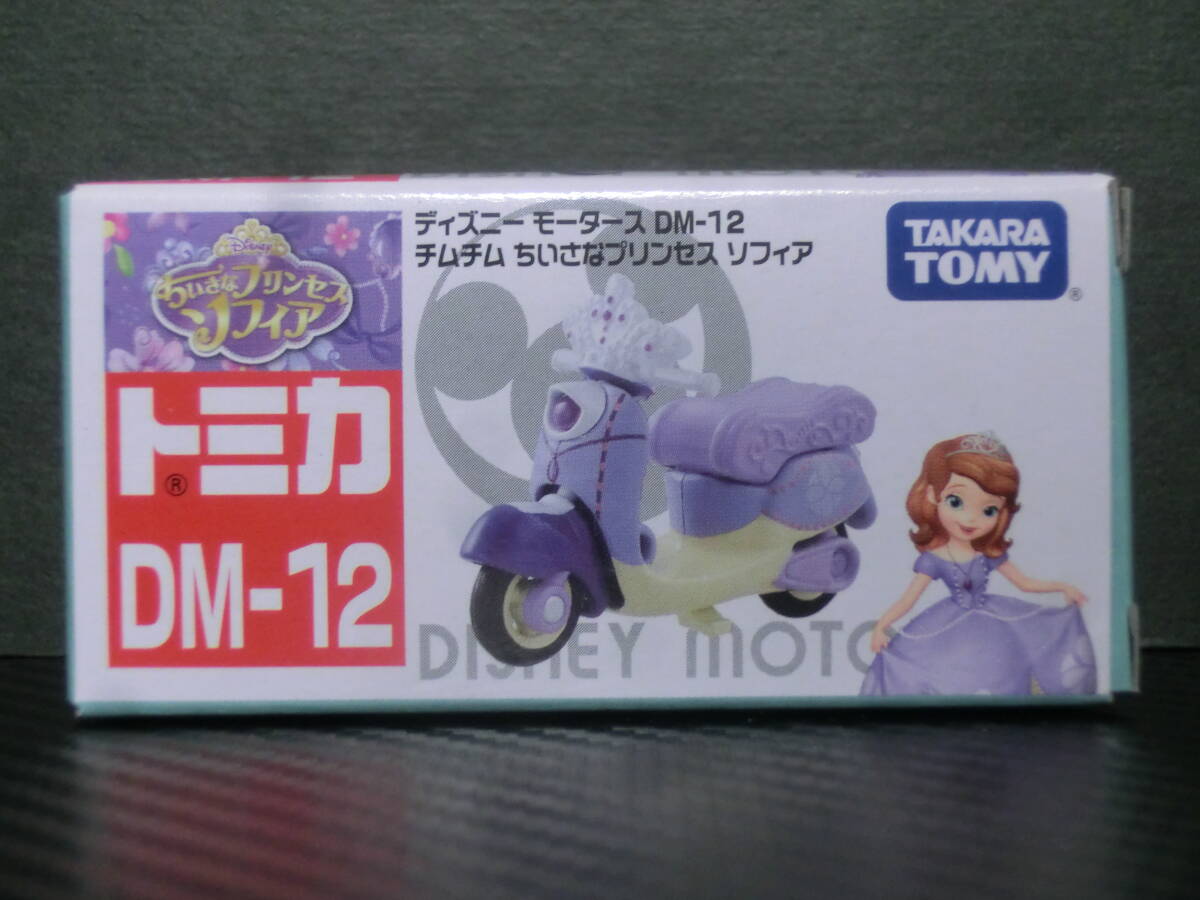 Disney
ちいさなプリンセス
ソフィア
トミカ
®
DM-12
ディズニー モータース DM-12
チムチム ちいさなプリンセス ソフィア
TAKARA
TOMY
®
DISNEY MOTO